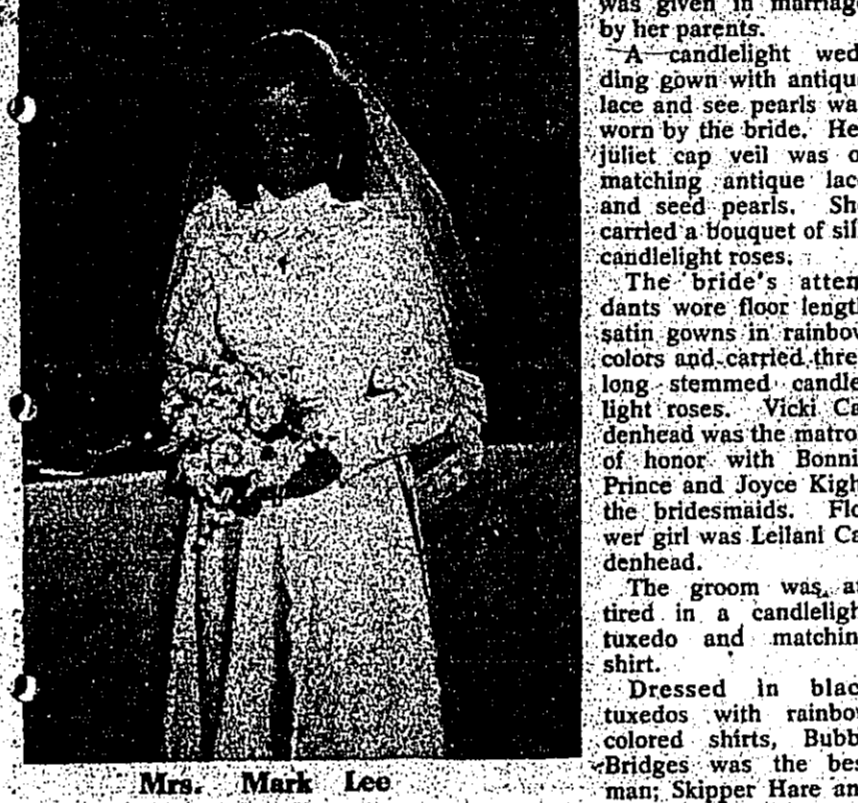 was given in marriage
by her parents.
A candlelight wed
ding gown with antique
lace and see pearls wa
worn by the bride. He
juliet cap veil was o
matching antique lac
and seed pearls. Sh
carried a bouquet of sil
candlelight roses.
The bride's atten
dants wore floor lengt
satin gowns in rainbow
colors and carried thre
long stemmed candle
light roses. Vicki Ca
denhead was the matro
of honor with Bonni
Prince and Joyce Kigh
the bridesmaids. Flo
wer girl was Leilani Ca
denhead.
The groom was at
tired in a candleligh
tuxedo and matchin
shirt.
Dressed in blac
tuxedos with rainbow
colored shirts, Bubb
Bridges was the bes
man; Skipper Hare an
Mrs. Mark Lee